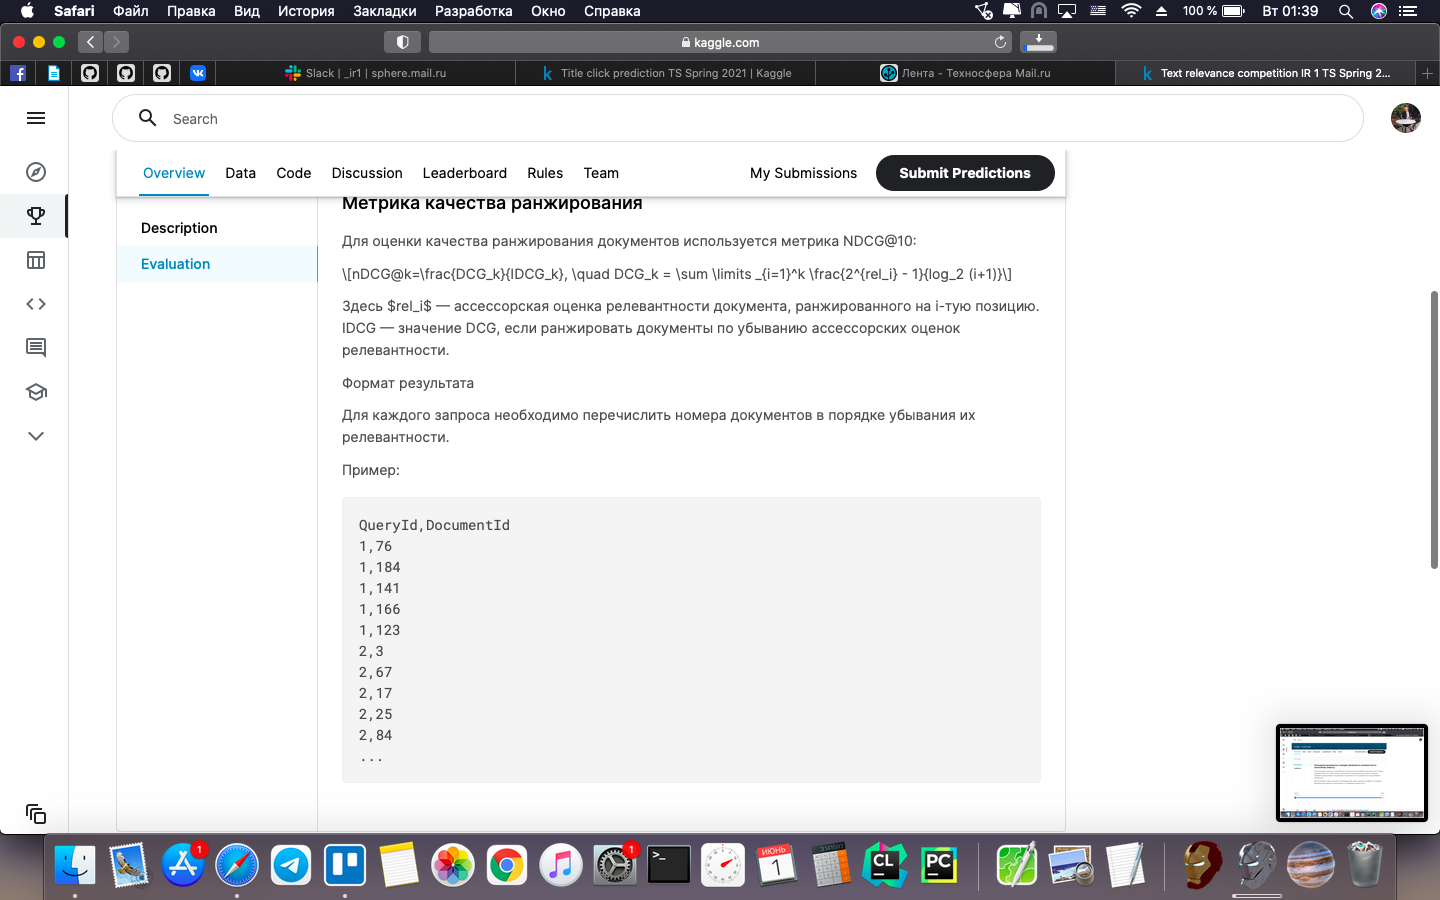 Safari Файл Правка Вид История Закладки Разработка Окно Справка 100 % Вт 01:39
kaggle.com
Slack | _ir1 | sphere.mail.ru Title click prediction TS Spring 2021 | Kaggle Лента - Техносфера Mail.ru Text relevance competition IR 1 TS Spring 2...
Search
Overview Data Code Discussion Leaderboard Rules Team My Submissions Submit Predictions
Description
Evaluation
Метрика качества ранжирования
Для оценки качества ранжирования документов используется метрика NDCG@10:
\[nDCG@k=\frac{DCG_k}{IDCG_k}, \quad DCG_k = \sum \limits _{i=1}^k \frac{2^{rel_i} - 1}{log_2 (i+1)}\]
Здесь $rel_i$ — ассессорская оценка релевантности документа, ранжированного на i-тую позицию.
IDCG — значение DCG, если ранжировать документы по убыванию ассессорских оценок
релевантности.
Формат результата
Для каждого запроса необходимо перечислить номера документов в порядке убывания их
релевантности.
Пример:
QueryId,DocumentId
1,76
1,184
1,141
1,166
1,123
2,3
2,67
2,17
2,25
2,84
...
1
1
ИЮНЬ
1
CL
PC